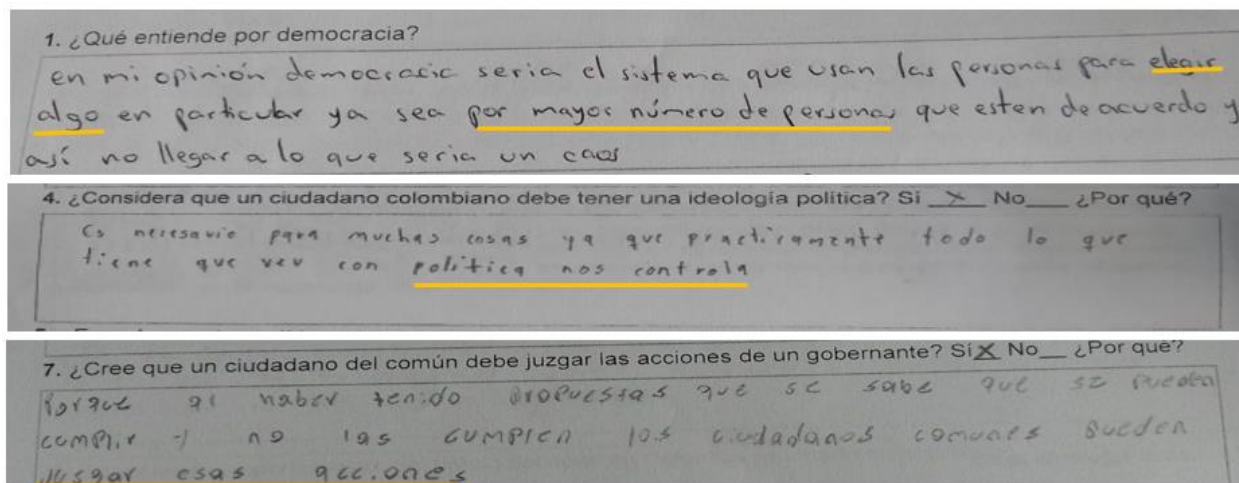 1. ¿Qué entiende por democracia?
en mi opinión democracia seria el sistema que usan las personas para elegir
algo en particular ya sea por mayor número de personas que esten de acuerdo y
así no llegar a lo que seria un caos
4. ¿Considera que un ciudadano colombiano debe tener una ideología política? Si X No___ ¿Por qué?
Es necesario para muchas cosas ya que practicamente todo lo que
tiene que ver con politica nos controla
7. ¿Cree que un ciudadano del común debe juzgar las acciones de un gobernante? Sí X No__ ¿Por qué?
Porque al haber tenido propuestas que se sabe que se pueden
cumplir y no las cumplen los ciudadanos comunes pueden
jusgar esas acciones